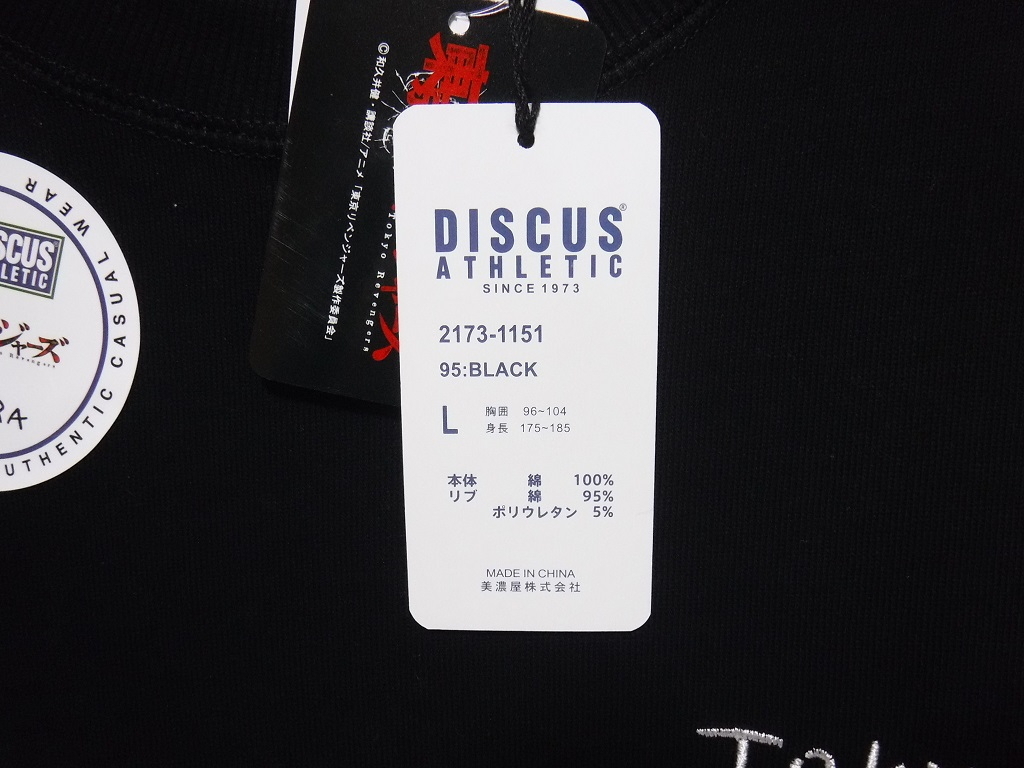 ©和久井健・講談社/アニメ「東京リベンジャーズ製作委員会」
Tokyo Revengers
DISCUS®
ATHLETIC
SINCE 1973
2173-1151
95:BLACK
L 胸囲 96~104
身長 175~185
本体 綿 100%
リブ 綿 95%
ポリウレタン 5%
MADE IN CHINA
美濃屋株式会社
SCUS
LETIC
ジャーズ
RA
UTHENTIC CASUAL WEAR